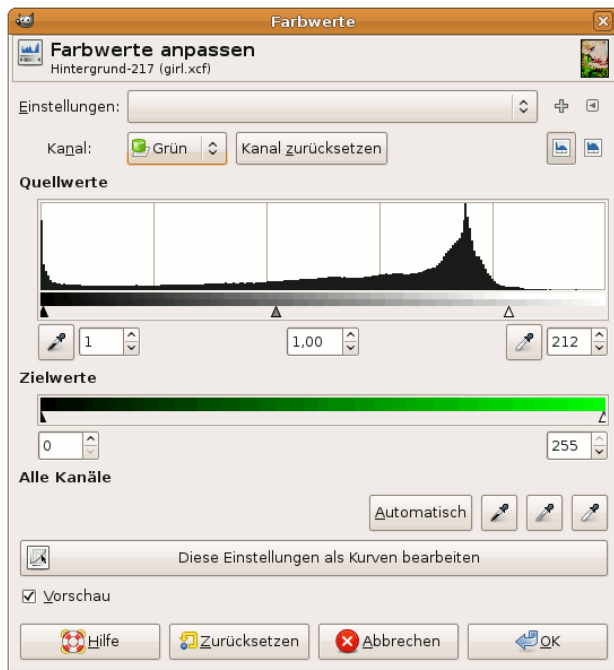 Farbwerte
Farbwerte anpassen
Hintergrund-217 (girl.xcf)
Einstellungen:
Kanal: Grün Kanal zurücksetzen
Quellwerte
1 1,00 212
Zielwerte
0 255
Alle Kanäle
Automatisch
Diese Einstellungen als Kurven bearbeiten
Vorschau
Hilfe Zurücksetzen Abbrechen OK